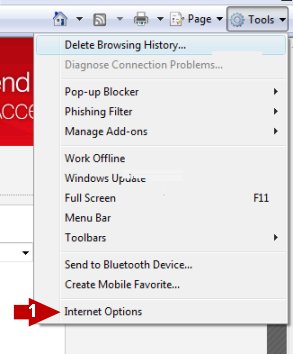 Page
Tools
Delete Browsing History...
end
Diagnose Connection Problems...
Acce
Pop-up Blocker
Phishing Filter
Manage Add-ons
Work Offline
Windows Update
Full Screen F11
Menu Bar
Toolbars
Send to Bluetooth Device...
Create Mobile Favorite...
1 Internet Options